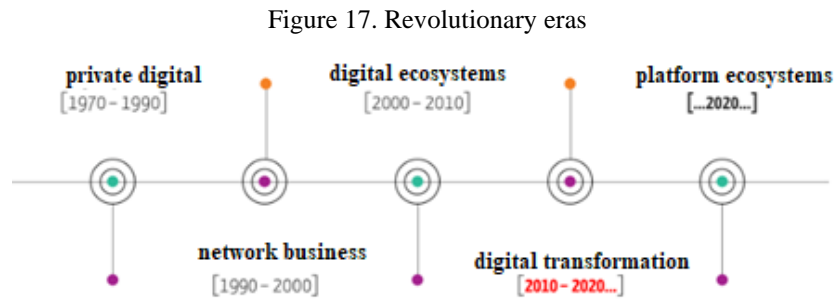 Figure 17. Revolutionary eras
private digital
[1970 – 1990]
digital ecosystems
[2000 – 2010]
platform ecosystems
[...2020...]
network business
[1990 – 2000]
digital transformation
[2010 – 2020...]